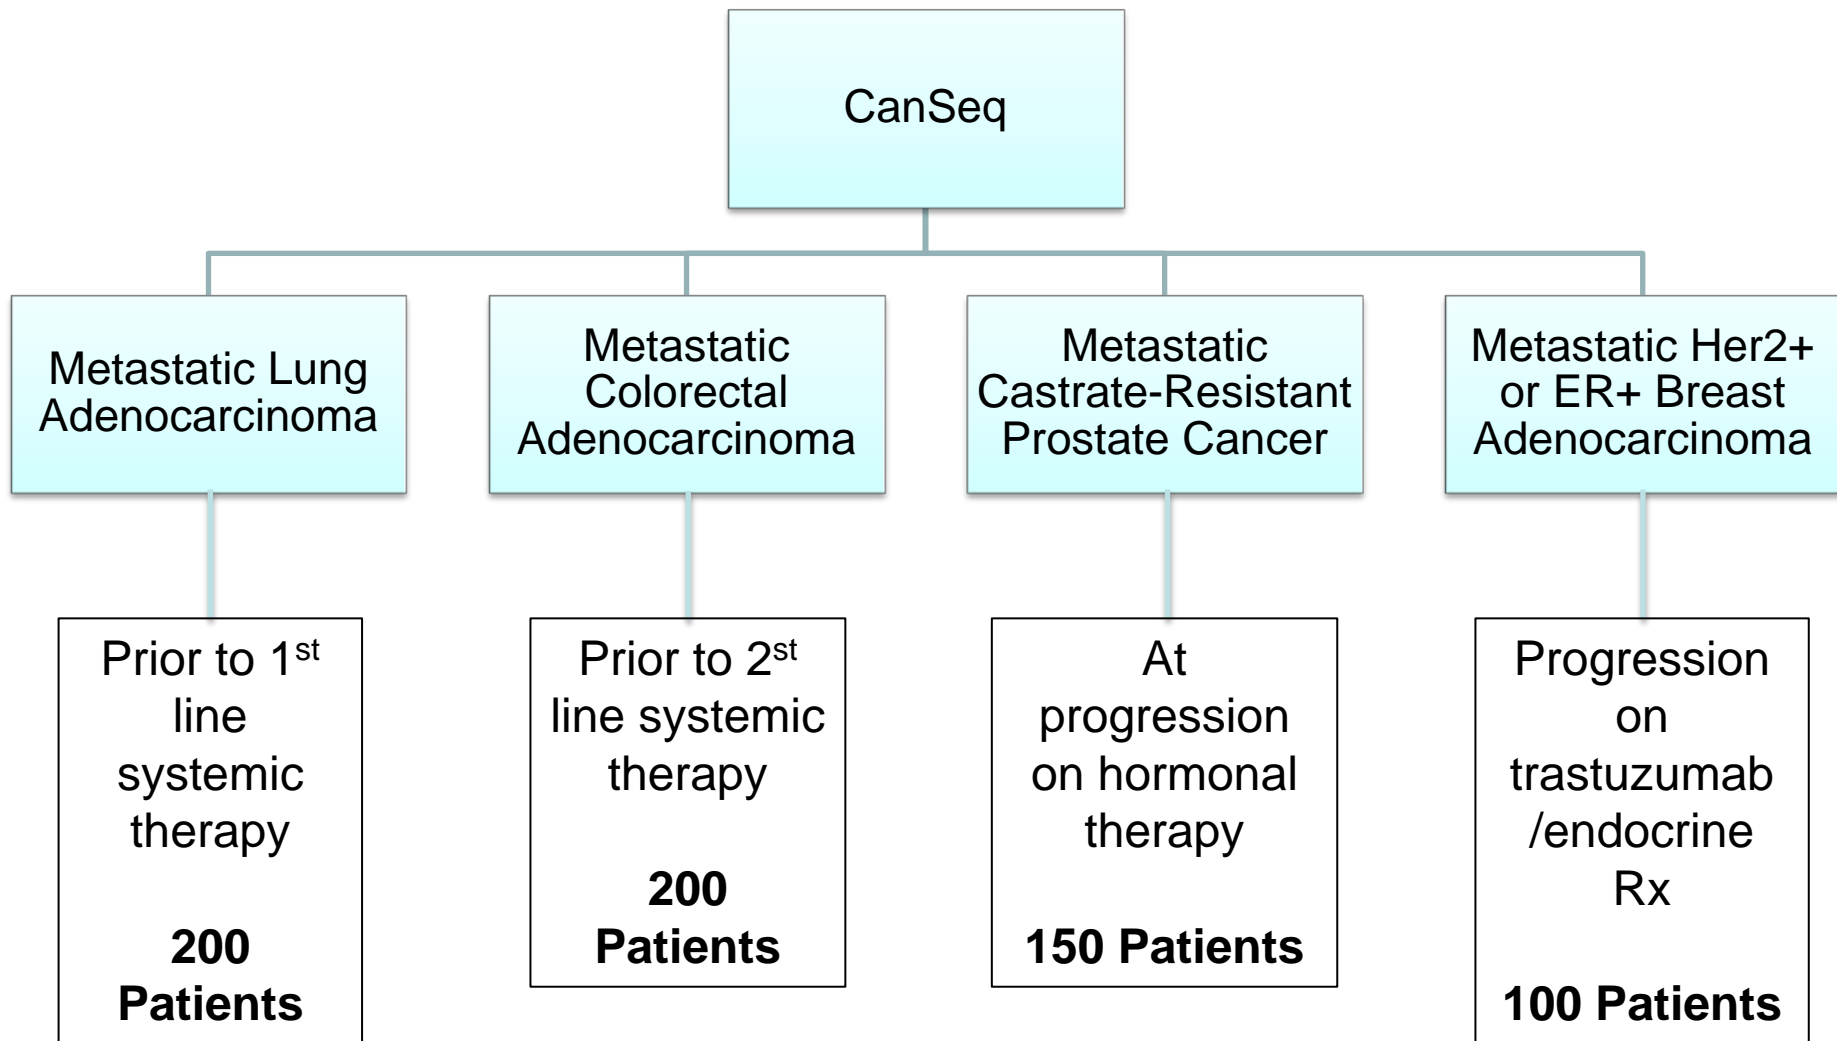 CanSeq
Metastatic Lung
Adenocarcinoma
Metastatic
Colorectal
Adenocarcinoma
Metastatic
Castrate-Resistant
Prostate Cancer
Metastatic Her2+
or ER+ Breast
Adenocarcinoma
Prior to 1st
line
systemic
therapy
200
Patients
Prior to 2st
line systemic
therapy
200
Patients
At
progression
on hormonal
therapy
150 Patients
Progression
on
trastuzumab
/endocrine
Rx
100 Patients